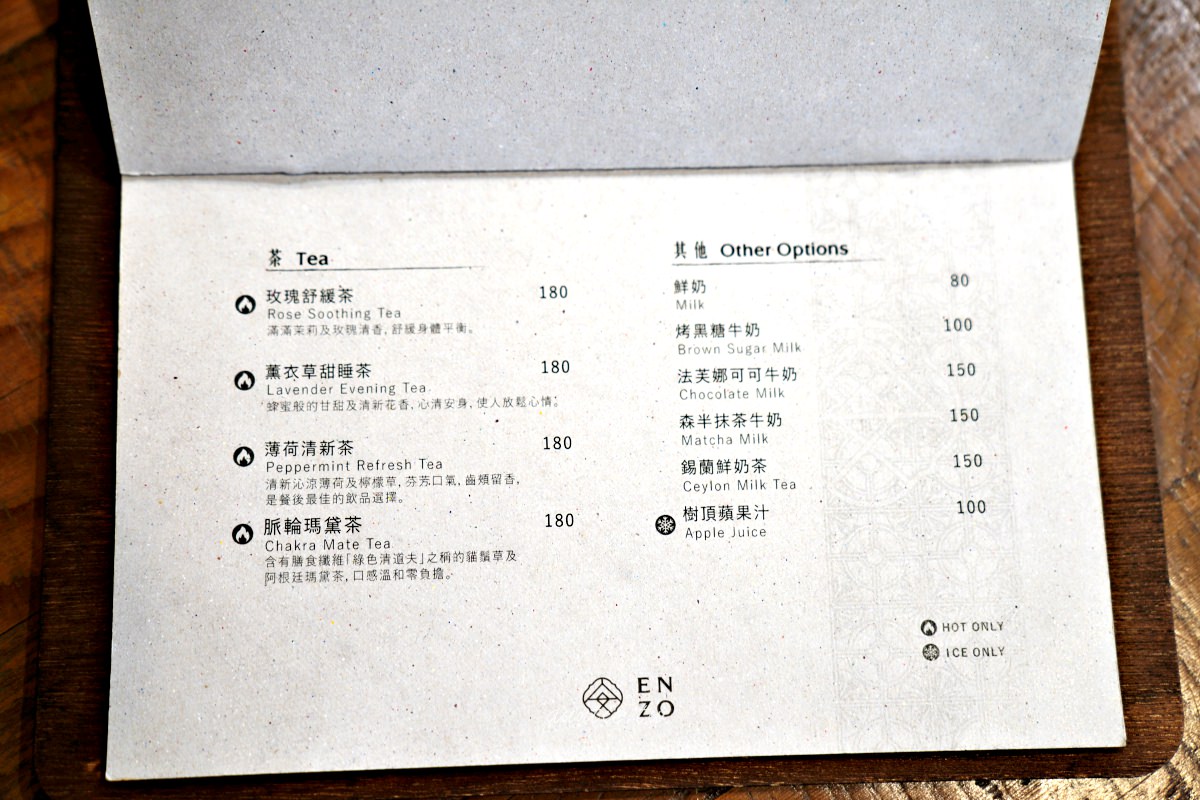 茶 Tea
玫瑰舒緩茶 180
Rose Soothing Tea
滿滿茉莉及玫瑰清香，舒緩身體平衡。
薰衣草甜睡茶 180
Lavender Evening Tea
蜂蜜般的甘甜及清新花香，心清安身，使人放鬆心情。
薄荷清新茶 180
Peppermint Refresh Tea
清新沁涼薄荷及檸檬草，芬芳口氣，齒頰留香，
是餐後最佳的飲品選擇。
脈輪瑪黛茶 180
Chakra Mate Tea
含有膳食纖維「綠色清道夫」之稱的貓鬚草及
阿根廷瑪黛茶，口感溫和零負擔。
其他 Other Options
鮮奶 80
Milk
烤黑糖牛奶 100
Brown Sugar Milk
法芙娜可可牛奶 150
Chocolate Milk
森半抹茶牛奶 150
Matcha Milk
錫蘭鮮奶茶 150
Ceylon Milk Tea
樹頂蘋果汁 100
Apple Juice
HOT ONLY
ICE ONLY
EN
ZO